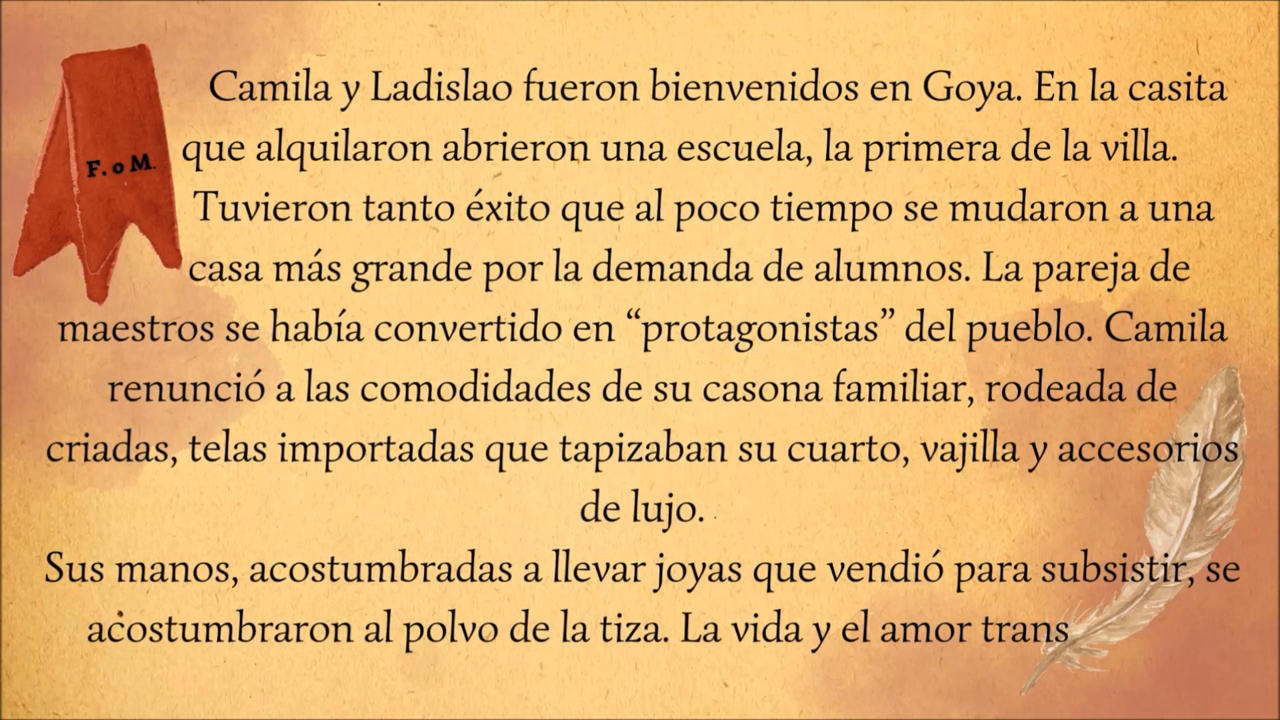 Camila y Ladislao fueron bienvenidos en Goya. En la casita
F. o M.
que alquilaron abrieron una escuela, la primera de la villa.
Tuvieron tanto éxito que al poco tiempo se mudaron a una
casa más grande por la demanda de alumnos. La pareja de
maestros se había convertido en “protagonistas” del pueblo. Camila
renunció a las comodidades de su casona familiar, rodeada de
criadas, telas importadas que tapizaban su cuarto, vajilla y accesorios
de lujo.
Sus manos, acostumbradas a llevar joyas que vendió para subsistir, se
acostumbraron al polvo de la tiza. La vida y el amor trans